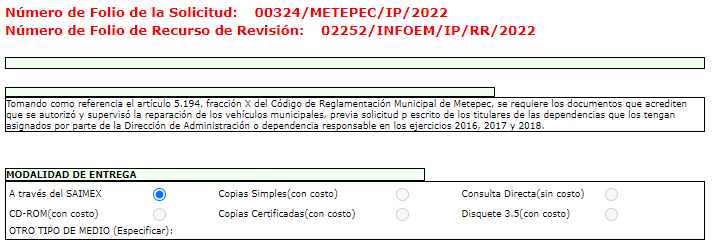 Número de Folio de la Solicitud: 00324/METEPEC/IP/2022
Número de Folio de Recurso de Revisión: 02252/INFOEM/IP/RR/2022
Tomando como referencia el artículo 5.194, fracción X del Código de Reglamentación Municipal de Metepec, se requiere los documentos que acrediten
que se autorizó y supervisó la reparación de los vehículos municipales, previa solicitud p escrito de los titulares de las dependencias que los tengan
asignados por parte de la Dirección de Administración o dependencia responsable en los ejercicios 2016, 2017 y 2018.
MODALIDAD DE ENTREGA
A través del SAIMEX Copias Simples(con costo) Consulta Directa(sin costo)
CD-ROM(con costo) Copias Certificadas(con costo) Disquete 3.5(con costo)
OTRO TIPO DE MEDIO (Especificar):